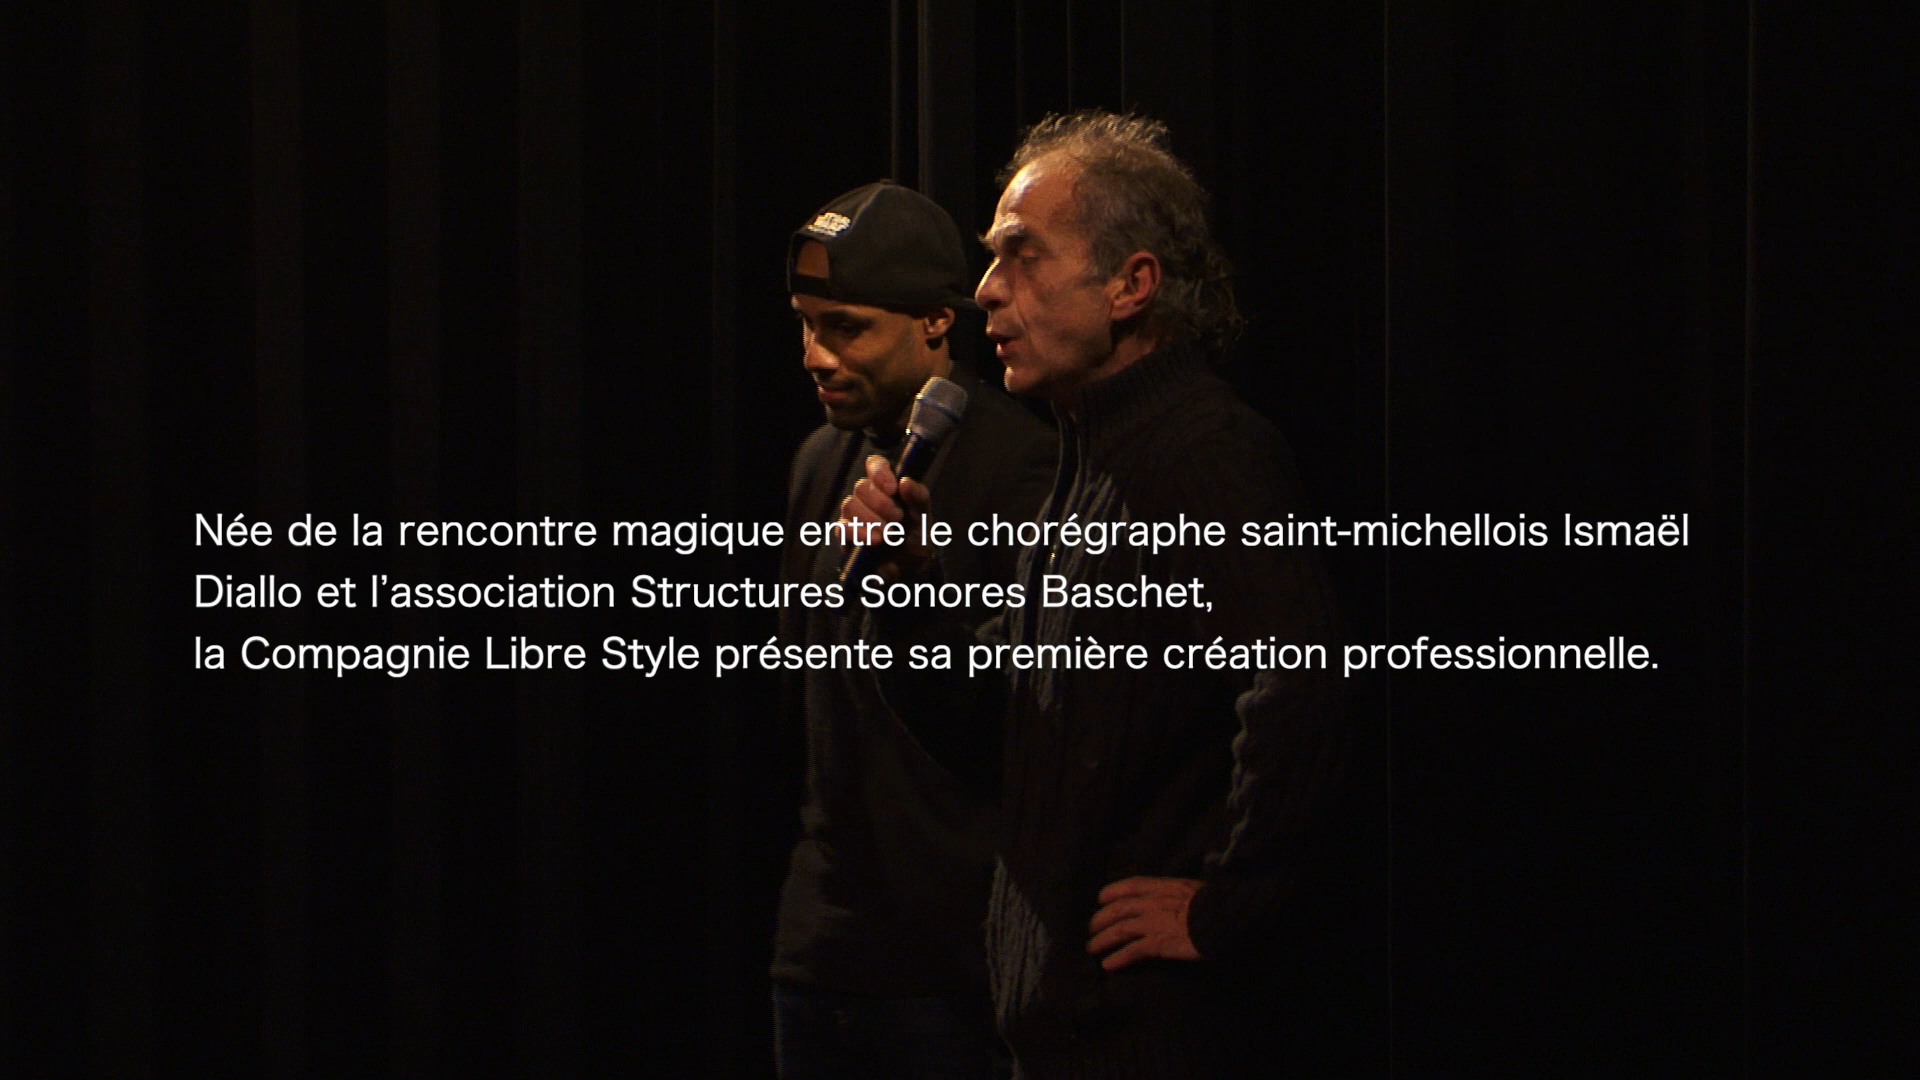 Née de la rencontre magique entre le chorégraphe saint-michellois Ismaël
Diallo et l’association Structures Sonores Baschet,
la Compagnie Libre Style présente sa première création professionnelle.